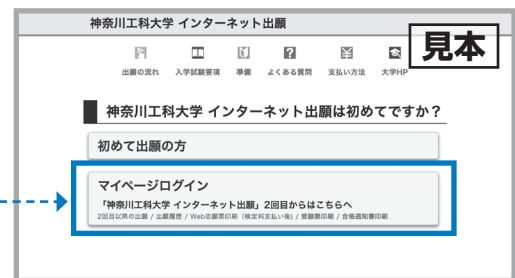 神奈川工科大学 インターネット出願
見本
出願の流れ 入学試験要項 準備 よくある質問 支払い方法 大学HP
神奈川工科大学 インターネット出願は初めてですか？
初めて出願の方
マイページログイン
「神奈川工科大学 インターネット出願」2回目からはこちらへ
2回目以降の出願 / 出願履歴 / Web志願票印刷（検定料支払い後）/ 受験票印刷 / 合格通知書印刷